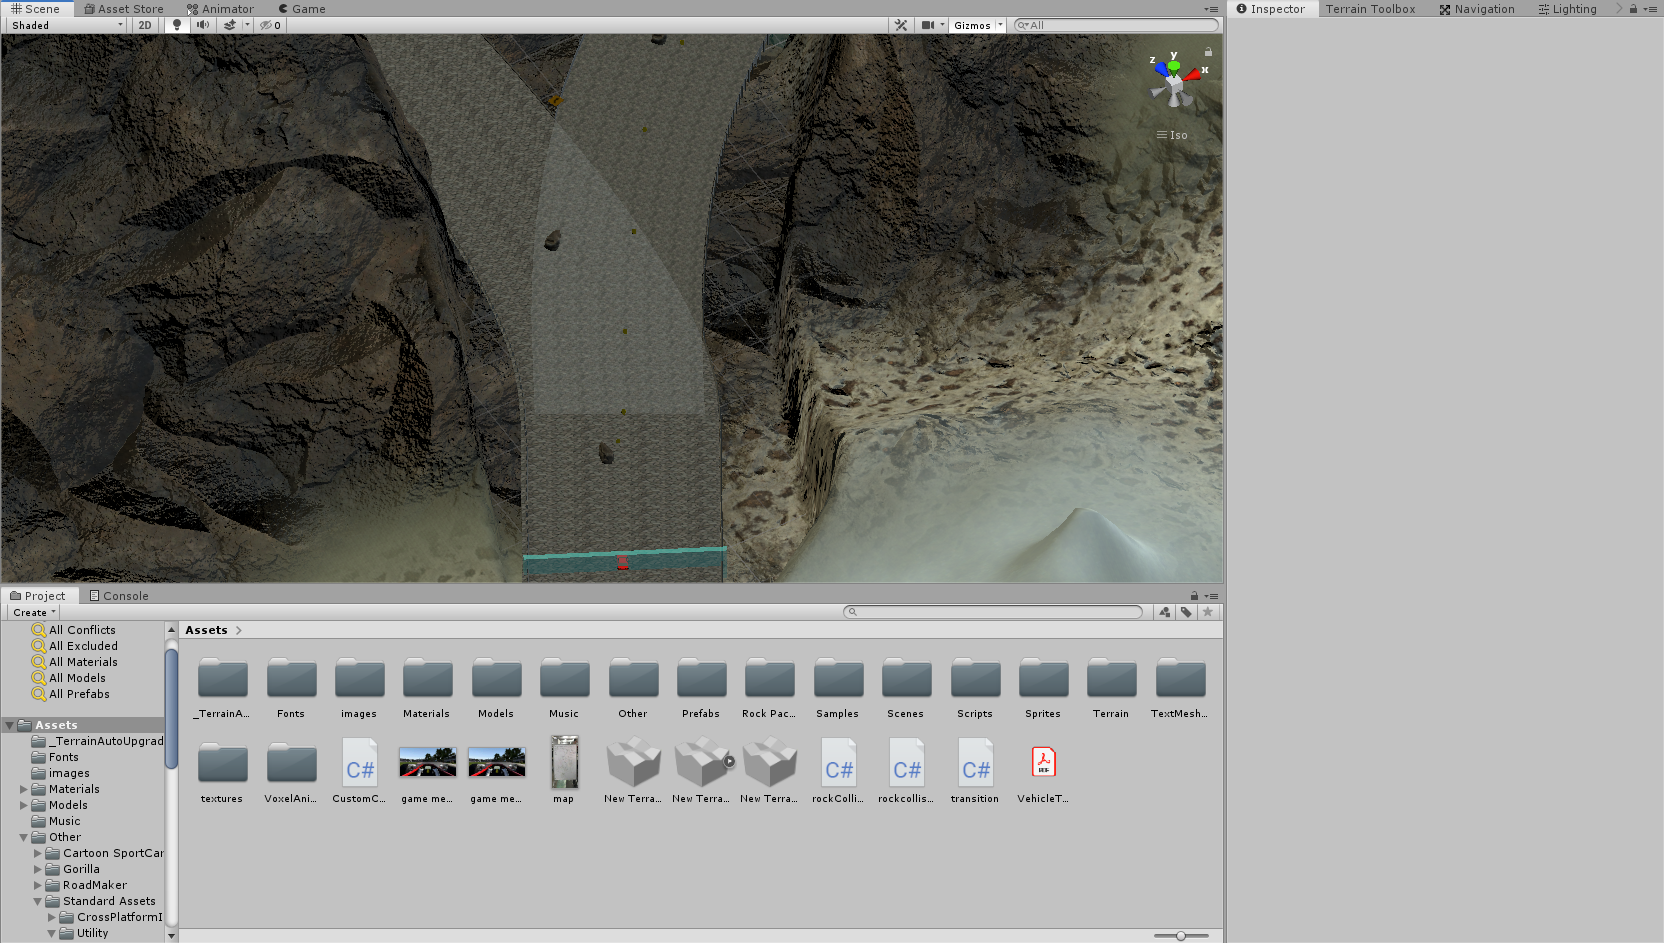 Scene Asset Store Animator Game
Inspector Terrain Toolbox Navigation Lighting
Shaded 2D 0 Gizmos All
y
z x
Iso
Project Console
Create
All Conflicts
All Excluded
All Materials
All Models
All Prefabs
Assets
_TerrainAutoUpgrad
Fonts
images
Materials
Models
Music
Other
Cartoon SportCar
Gorilla
RoadMaker
Standard Assets
CrossPlatformI
Utility
Assets
_TerrainA... Fonts images Materials Models Music Other Prefabs Rock Pac... Samples Scenes Scripts Sprites Terrain TextMesh...
C# C# C# C#
textures VoxelAni... CustomC... game me... game me... map New Terra... New Terra... New Terra... rockColli... rockcollis... transition VehicleT...